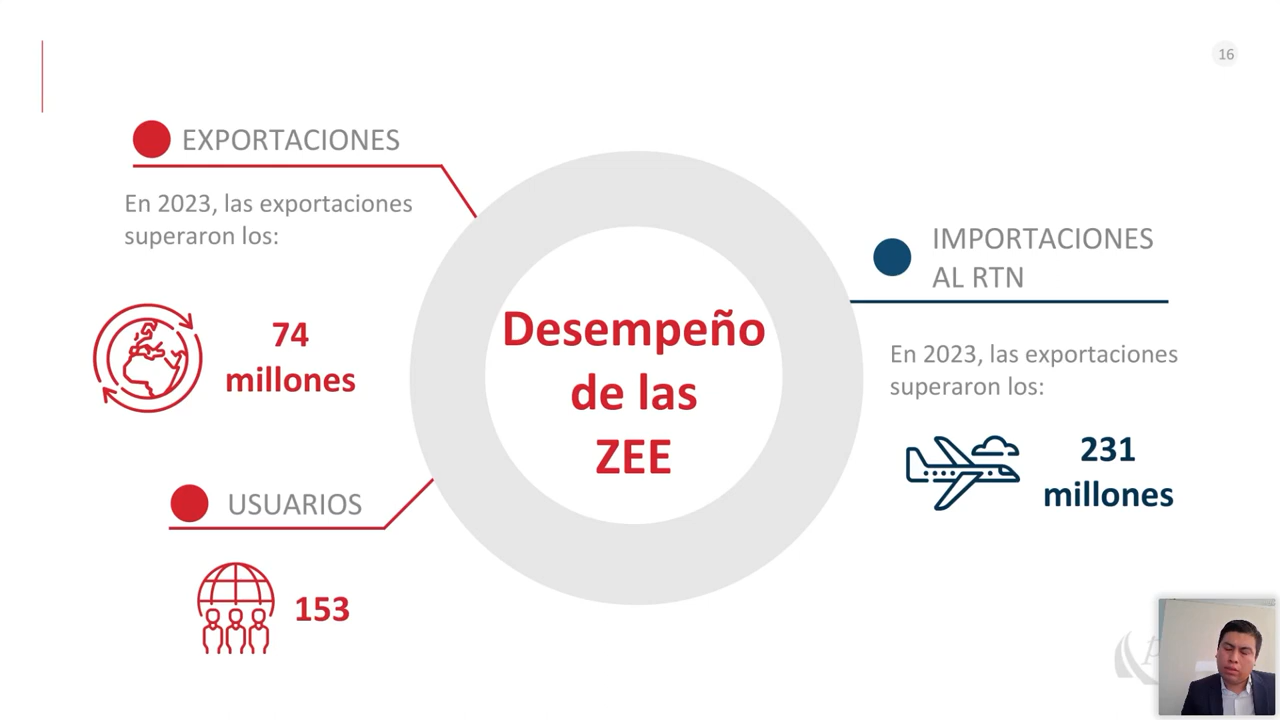 16
EXPORTACIONES
En 2023, las exportaciones
superaron los:
74
millones
USUARIOS
153
Desempeño
de las
ZEE
IMPORTACIONES
AL RTN
En 2023, las exportaciones
superaron los:
231
millones